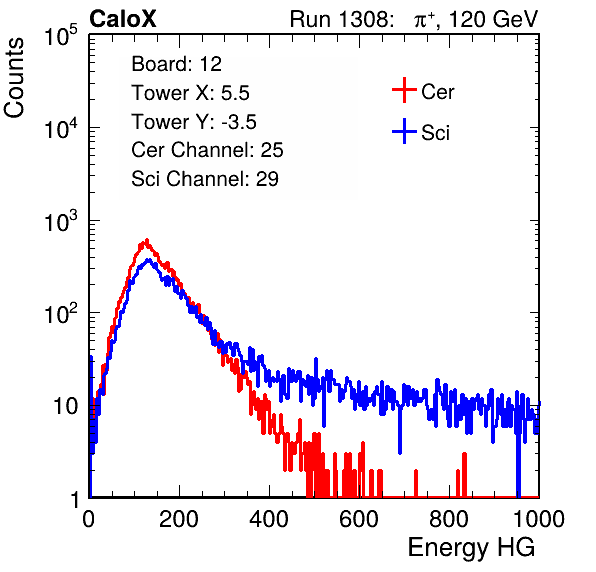 CaloX Run 1308: π⁺, 120 GeV
Counts
10⁵
10⁴
10³
10²
10
1
Board: 12
Tower X: 5.5
Tower Y: -3.5
Cer Channel: 25
Sci Channel: 29
Cer
Sci
0 200 400 600 800 1000
Energy HG